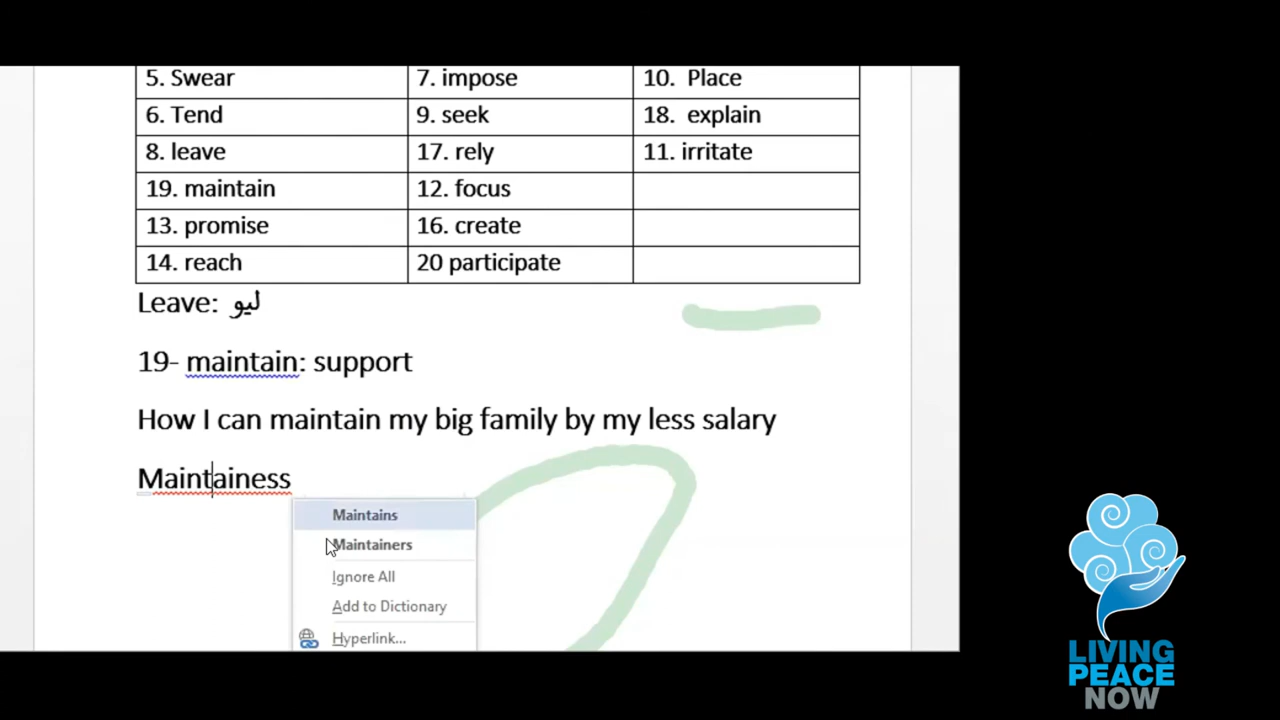 5. Swear 7. impose 10. Place
6. Tend 9. seek 18. explain
8. leave 17. rely 11. irritate
19. maintain 12. focus
13. promise 16. create
14. reach 20 participate
Leave: ليو
19- maintain: support
How I can maintain my big family by my less salary
Maintainess
Maintains
Maintainers
Ignore All
Add to Dictionary
Hyperlink...
LIVING
PEACE
NOW